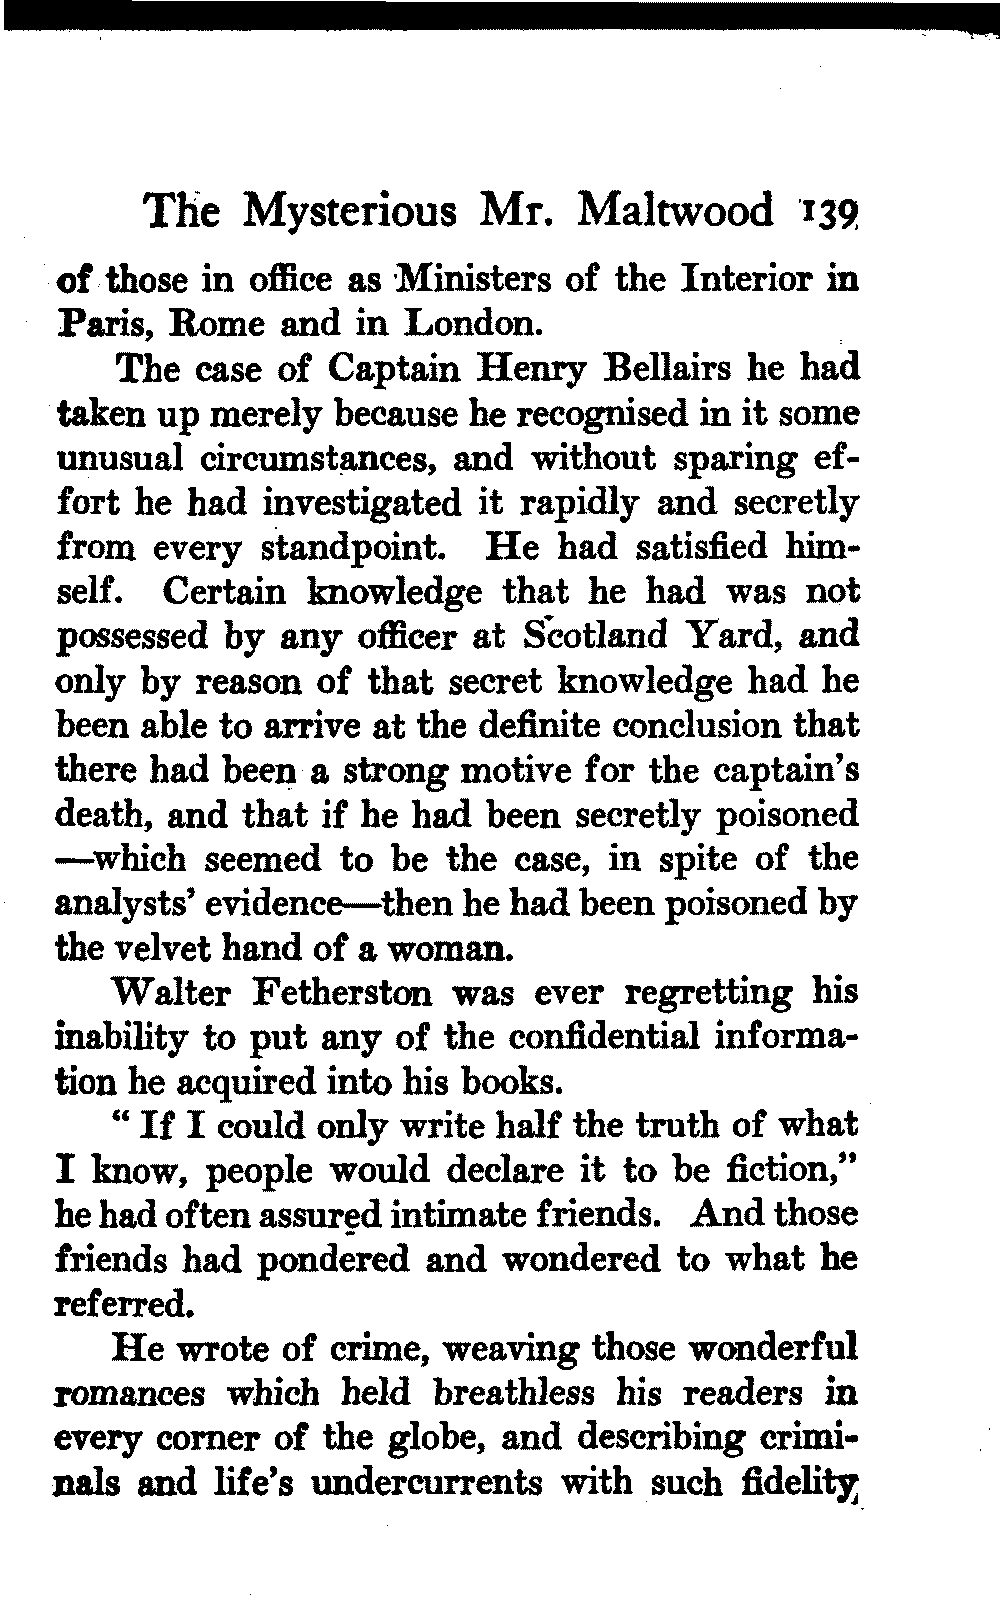 The Mysterious Mr. Maltwood 139
of those in office as Ministers of the Interior in
Paris, Rome and in London.
The case of Captain Henry Bellairs he had
taken up merely because he recognised in it some
unusual circumstances, and without sparing ef-
fort he had investigated it rapidly and secretly
from every standpoint. He had satisfied him-
self. Certain knowledge that he had was not
possessed by any officer at Scotland Yard, and
only by reason of that secret knowledge had he
been able to arrive at the definite conclusion that
there had been a strong motive for the captain's
death, and that if he had been secretly poisoned
—which seemed to be the case, in spite of the
analysts' evidence—then he had been poisoned by
the velvet hand of a woman.
Walter Fetherston was ever regretting his
inability to put any of the confidential informa-
tion he acquired into his books.
" If I could only write half the truth of what
I know, people would declare it to be fiction,"
he had often assured intimate friends. And those
friends had pondered and wondered to what he
referred.
He wrote of crime, weaving those wonderful
romances which held breathless his readers in
every corner of the globe, and describing crimi-
nals and life's undercurrents with such fidelity